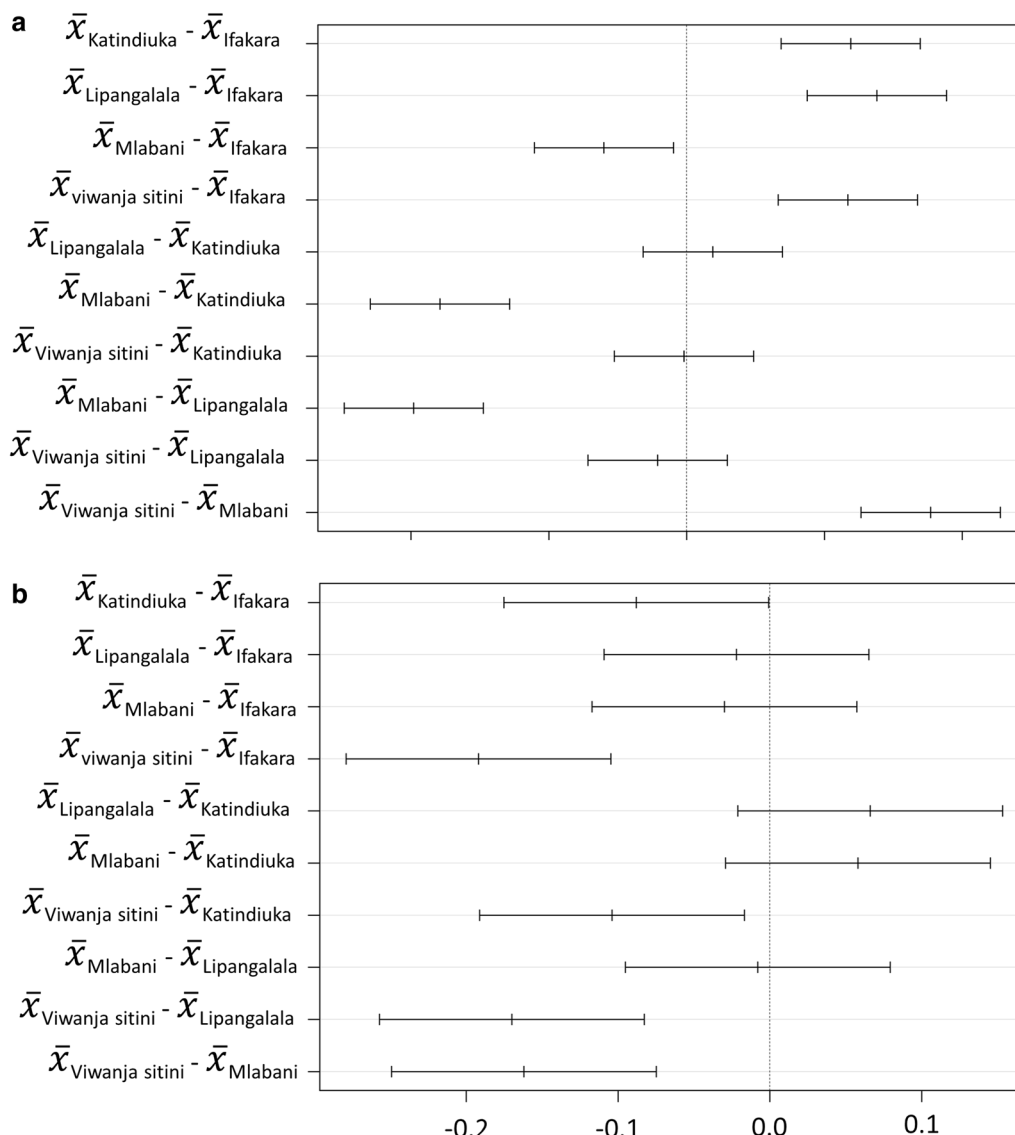 a
x̄Katindiuka - x̄Ifakara
x̄Lipangalala - x̄Ifakara
x̄Mlabani - x̄Ifakara
x̄viwanja sitini - x̄Ifakara
x̄Lipangalala - x̄Katindiuka
x̄Mlabani - x̄Katindiuka
x̄Viwanja sitini - x̄Katindiuka
x̄Mlabani - x̄Lipangalala
x̄Viwanja sitini - x̄Lipangalala
x̄Viwanja sitini - x̄Mlabani
b
x̄Katindiuka - x̄Ifakara
x̄Lipangalala - x̄Ifakara
x̄Mlabani - x̄Ifakara
x̄viwanja sitini - x̄Ifakara
x̄Lipangalala - x̄Katindiuka
x̄Mlabani - x̄Katindiuka
x̄Viwanja sitini - x̄Katindiuka
x̄Mlabani - x̄Lipangalala
x̄Viwanja sitini - x̄Lipangalala
x̄Viwanja sitini - x̄Mlabani
-0.2 -0.1 0.0 0.1